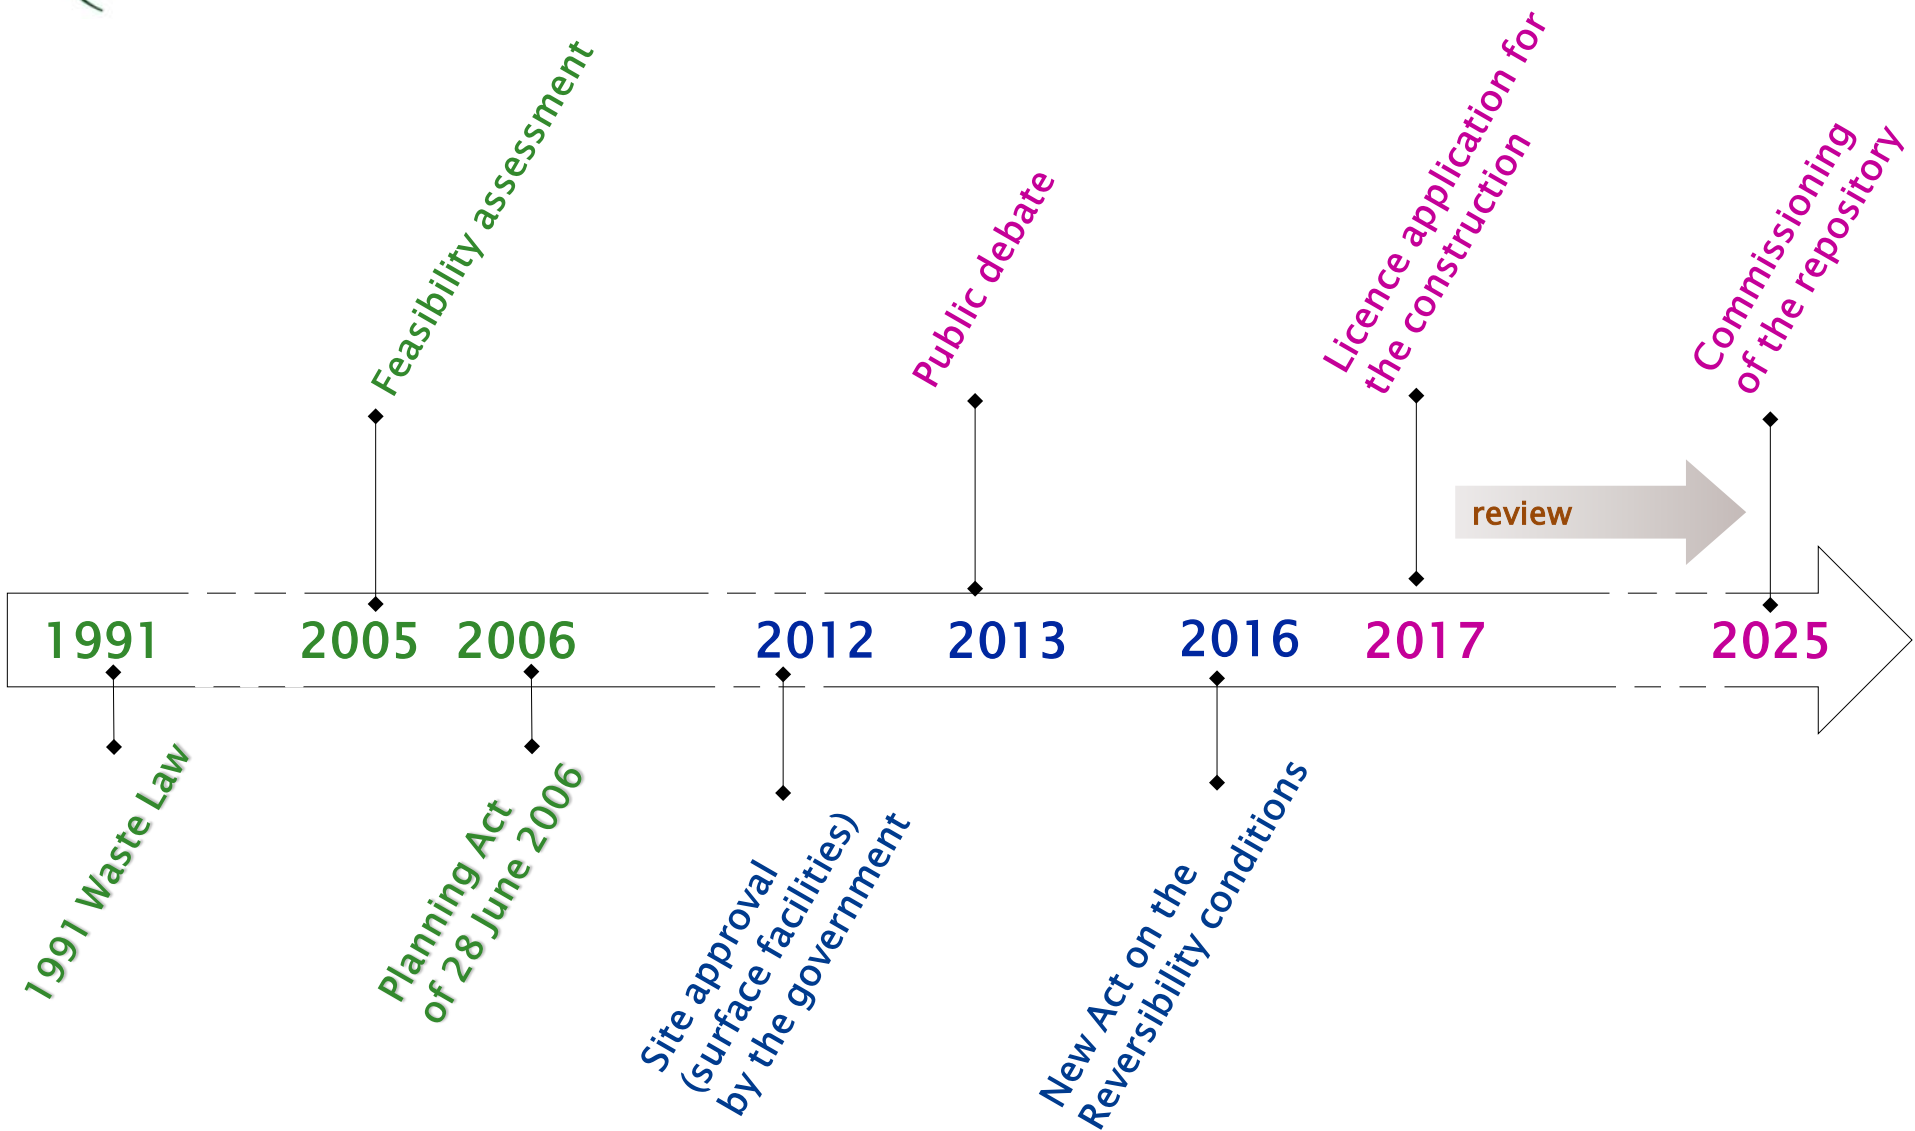 Feasibility assessment
Public debate
Licence application for
the construction
Commissioning
of the repository
review
1991 2005 2006 2012 2013 2016 2017 2025
1991 Waste Law
Planning Act
of 28 June 2006
Site approval
(surface facilities)
by the government
New Act on the
Reversibility conditions